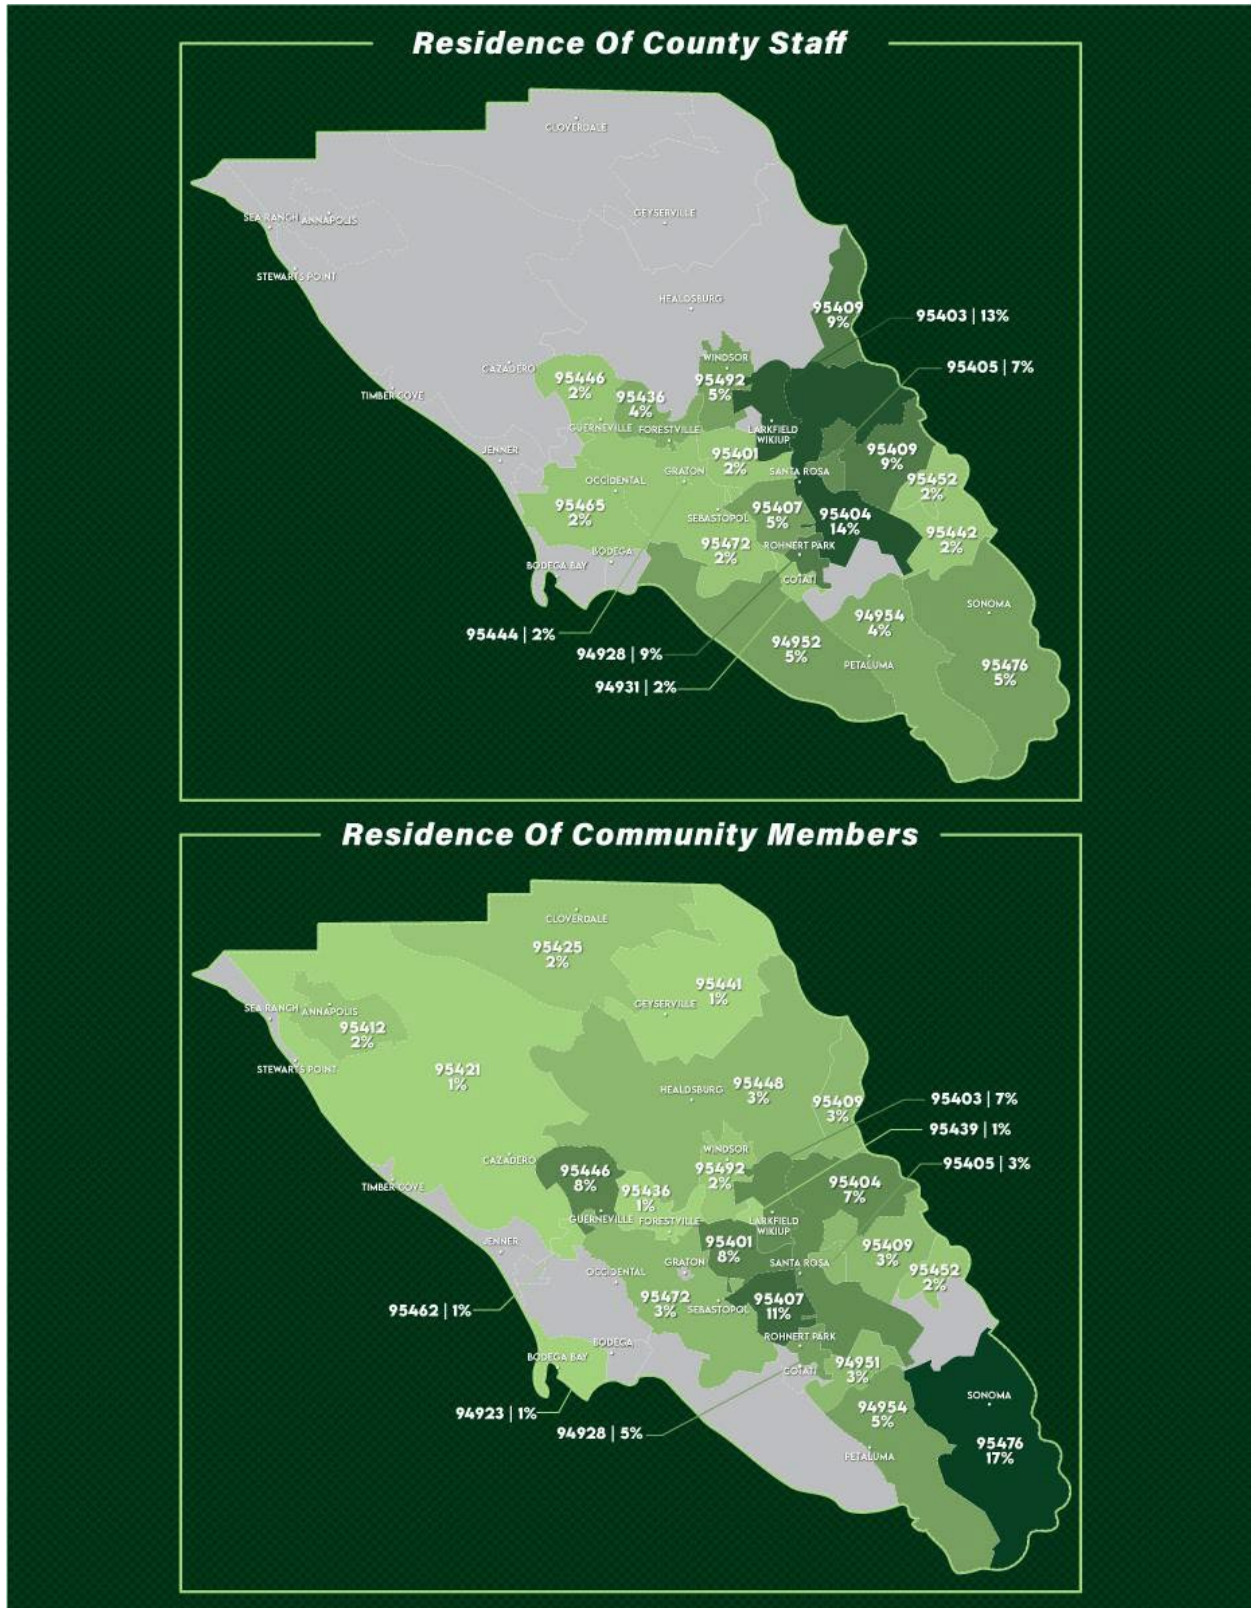 Residence Of County Staff
CLOVERDALE
SEA RANCH
ANNAPOLIS
GEYSERVILLE
STEWARTS POINT
HEALDSBURG
95409
9%
95403 | 13%
WINDSOR
95405 | 7%
CAZADERO
95446
2%
95492
5%
TIMBER COVE
95436
4%
GUERNEVILLE
FORESTVILLE
LARKFIELD
WIKIUP
JENNER
95401
2%
95409
9%
OCCIDENTAL
GRATON
SANTA ROSA
95452
2%
95465
2%
SEBASTOPOL
95407
5%
95404
14%
95472
2%
ROHNERT PARK
95442
2%
BODEGA
BODEGA BAY
COTATI
SONOMA
94954
4%
95444 | 2%
94928 | 9%
94952
5%
PETALUMA
95476
5%
94931 | 2%
Residence Of Community Members
CLOVERDALE
95425
2%
95441
1%
SEA RANCH
ANNAPOLIS
GEYSERVILLE
95412
2%
STEWARTS POINT
95421
1%
HEALDSBURG
95448
3%
95409
3%
95403 | 7%
95439 | 1%
WINDSOR
CAZADERO
95405 | 3%
95446
8%
95492
2%
95404
7%
TIMBER COVE
95436
1%
GUERNEVILLE
FORESTVILLE
LARKFIELD
WIKIUP
JENNER
95401
8%
95409
3%
OCCIDENTAL
GRATON
SANTA ROSA
95452
2%
95462 | 1%
95472
3%
SEBASTOPOL
95407
11%
BODEGA
ROHNERT PARK
BODEGA BAY
COTATI
94951
3%
SONOMA
94923 | 1%
94954
5%
94928 | 5%
PETALUMA
95476
17%